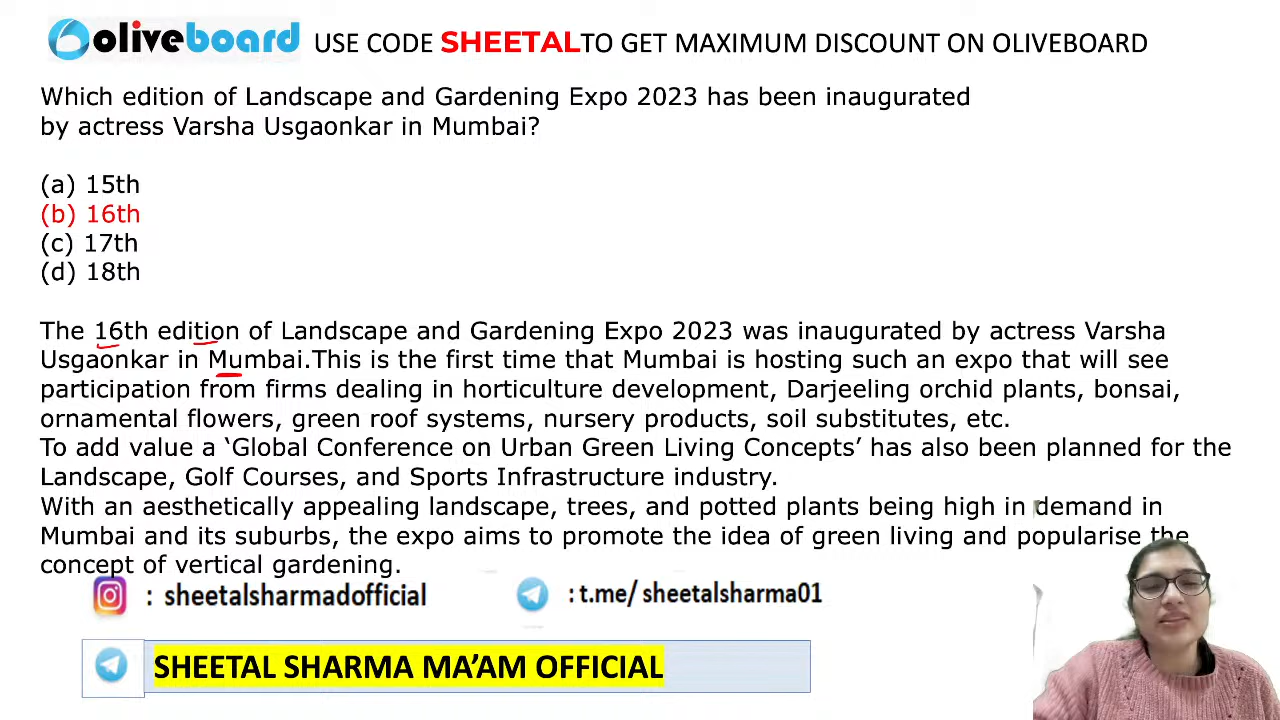 oliveboard USE CODE SHEETAL TO GET MAXIMUM DISCOUNT ON OLIVEBOARD
Which edition of Landscape and Gardening Expo 2023 has been inaugurated
by actress Varsha Usgaonkar in Mumbai?
(a) 15th
(b) 16th
(c) 17th
(d) 18th
The 16th edition of Landscape and Gardening Expo 2023 was inaugurated by actress Varsha
Usgaonkar in Mumbai.This is the first time that Mumbai is hosting such an expo that will see
participation from firms dealing in horticulture development, Darjeeling orchid plants, bonsai,
ornamental flowers, green roof systems, nursery products, soil substitutes, etc.
To add value a ‘Global Conference on Urban Green Living Concepts’ has also been planned for the
Landscape, Golf Courses, and Sports Infrastructure industry.
With an aesthetically appealing landscape, trees, and potted plants being high in demand in
Mumbai and its suburbs, the expo aims to promote the idea of green living and popularise the
concept of vertical gardening.
: sheetalsharmadofficial : t.me/ sheetalsharma01
SHEETAL SHARMA MA’AM OFFICIAL